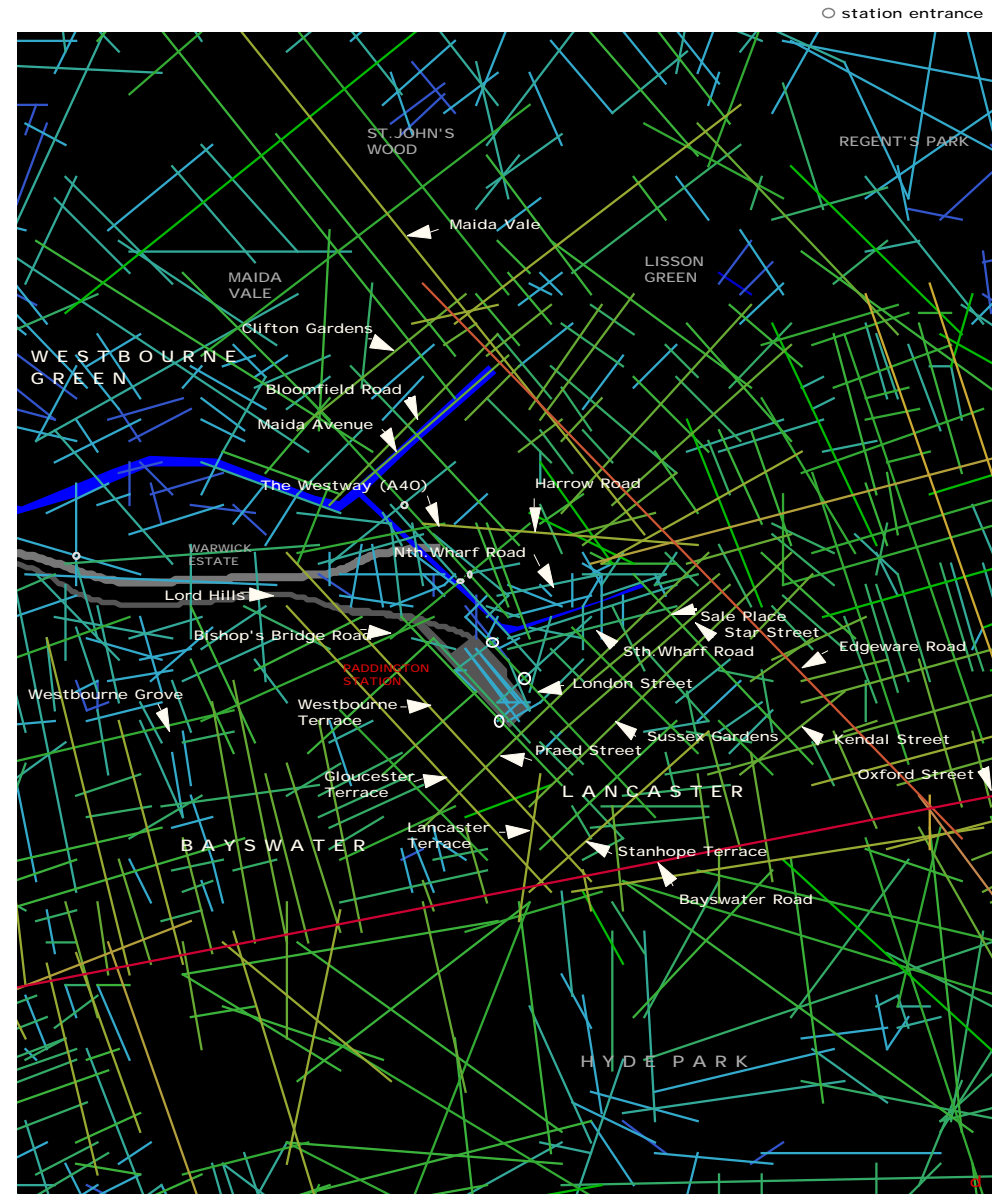 station entrance
ST.JOHN'S
WOOD
REGENT'S PARK
Maida Vale
LISSON
GREEN
MAIDA
VALE
Clifton Gardens
WESTBOURNE
GREEN
Bloomfield Road
Maida Avenue
The Westway (A40)
Harrow Road
WARWICK
ESTATE
Nth.Wharf Road
Lord Hills
Sale Place
Star Street
Bishop's Bridge Road
Sth.Wharf Road
Edgeware Road
PADDINGTON
STATION
London Street
Westbourne Grove
Westbourne
Terrace
Sussex Gardens
Kendal Street
Praed Street
Oxford Street
Gloucester
Terrace
LANCASTER
Lancaster
Terrace
BAYSWATER
Stanhope Terrace
Bayswater Road
HYDE PARK